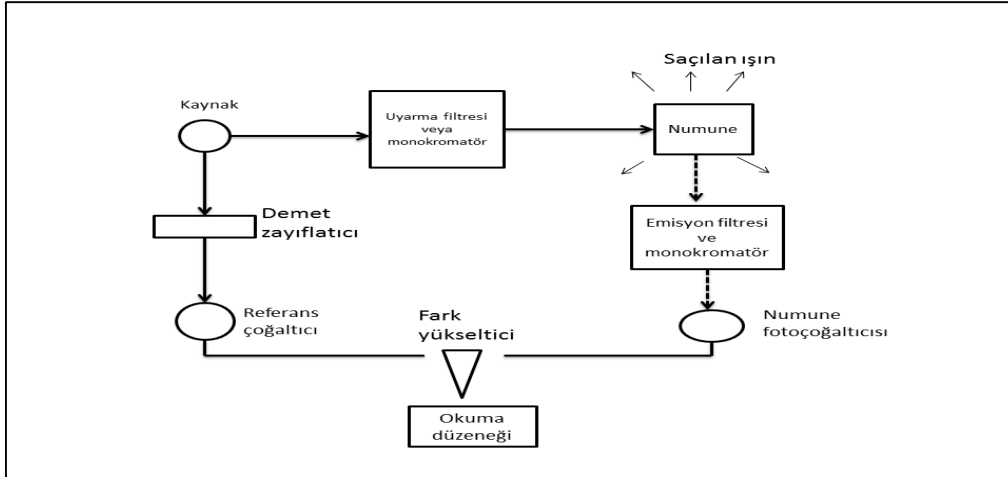 Saçılan ışın
Kaynak
Uyarma filtresi
veya
monokromatör
Numune
Demet
zayıflatıcı
Emisyon filtresi
ve
monokromatör
Referans
çoğaltıcı
Fark
yükseltici
Numune
fotoçoğaltıcısı
Okuma
düzeneği